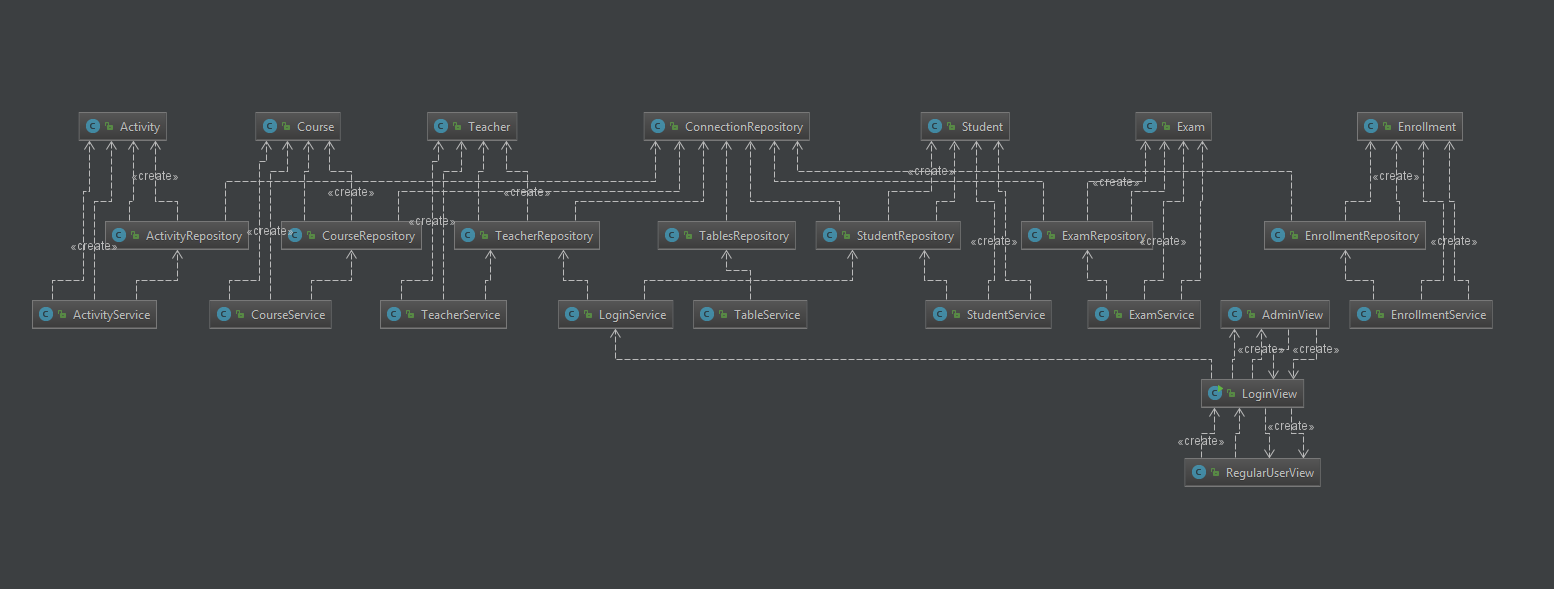 Activity
Course
Teacher
ConnectionRepository
Student
Exam
Enrollment
«create»
«create»
«create»
«create»
«create»
«create»
ActivityRepository
CourseRepository
TeacherRepository
TablesRepository
StudentRepository
ExamRepository
EnrollmentRepository
«create»
«create»
«create»
«create»
«create»
«create»
ActivityService
CourseService
TeacherService
LoginService
TableService
StudentService
ExamService
AdminView
EnrollmentService
«create»
«create»
LoginView
«create»
«create»
RegularUserView